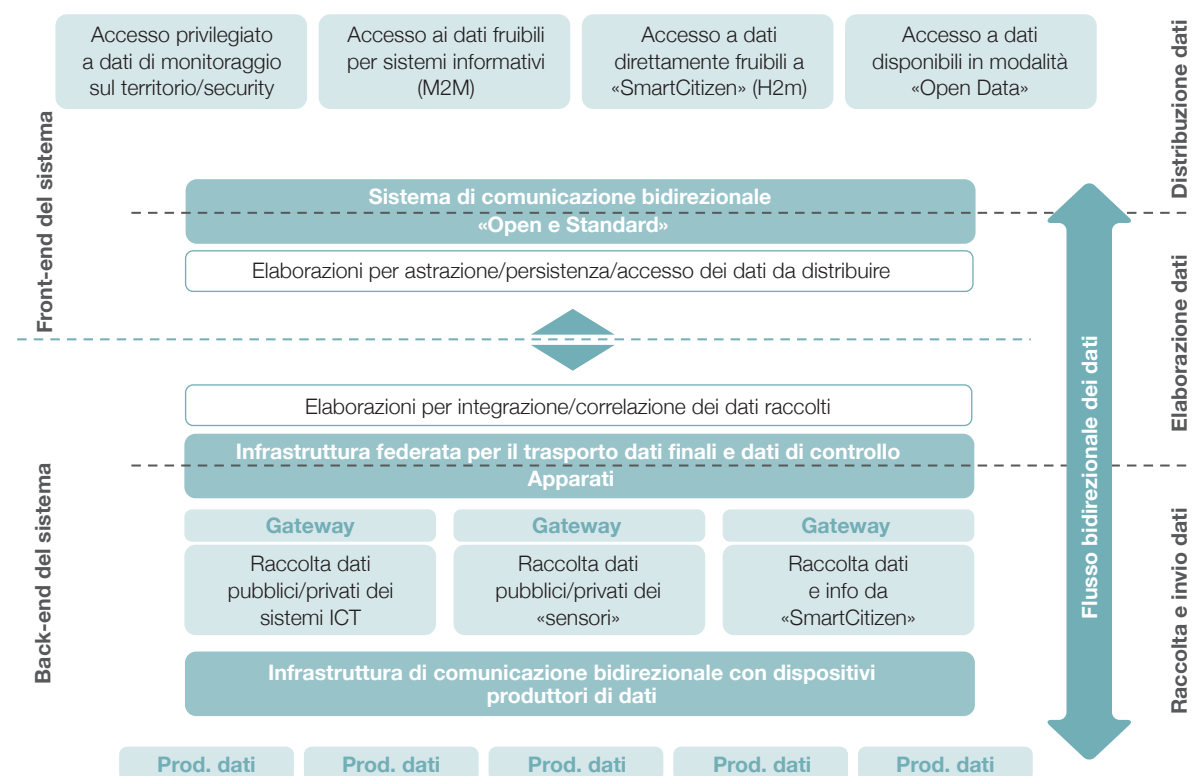 Accesso privilegiato
a dati di monitoraggio
sul territorio/security
Accesso ai dati fruibili
per sistemi informativi
(M2M)
Accesso a dati
direttamente fruibili a
«SmartCitizen» (H2m)
Accesso a dati
disponibili in modalità
«Open Data»
Distribuzione dati
Front-end del sistema
Sistema di comunicazione bidirezionale
«Open e Standard»
Elaborazioni per astrazione/persistenza/accesso dei dati da distribuire
Elaborazione dati
Flusso bidirezionale dei dati
Elaborazioni per integrazione/correlazione dei dati raccolti
Infrastruttura federata per il trasporto dati finali e dati di controllo
Apparati
Back-end del sistema
Gateway
Raccolta dati
pubblici/privati dei
sistemi ICT
Gateway
Raccolta dati
pubblici/privati dei
«sensori»
Gateway
Raccolta dati
e info da
«SmartCitizen»
Raccolta e invio dati
Infrastruttura di comunicazione bidirezionale con dispositivi
produttori di dati
Prod. dati
Prod. dati
Prod. dati
Prod. dati
Prod. dati